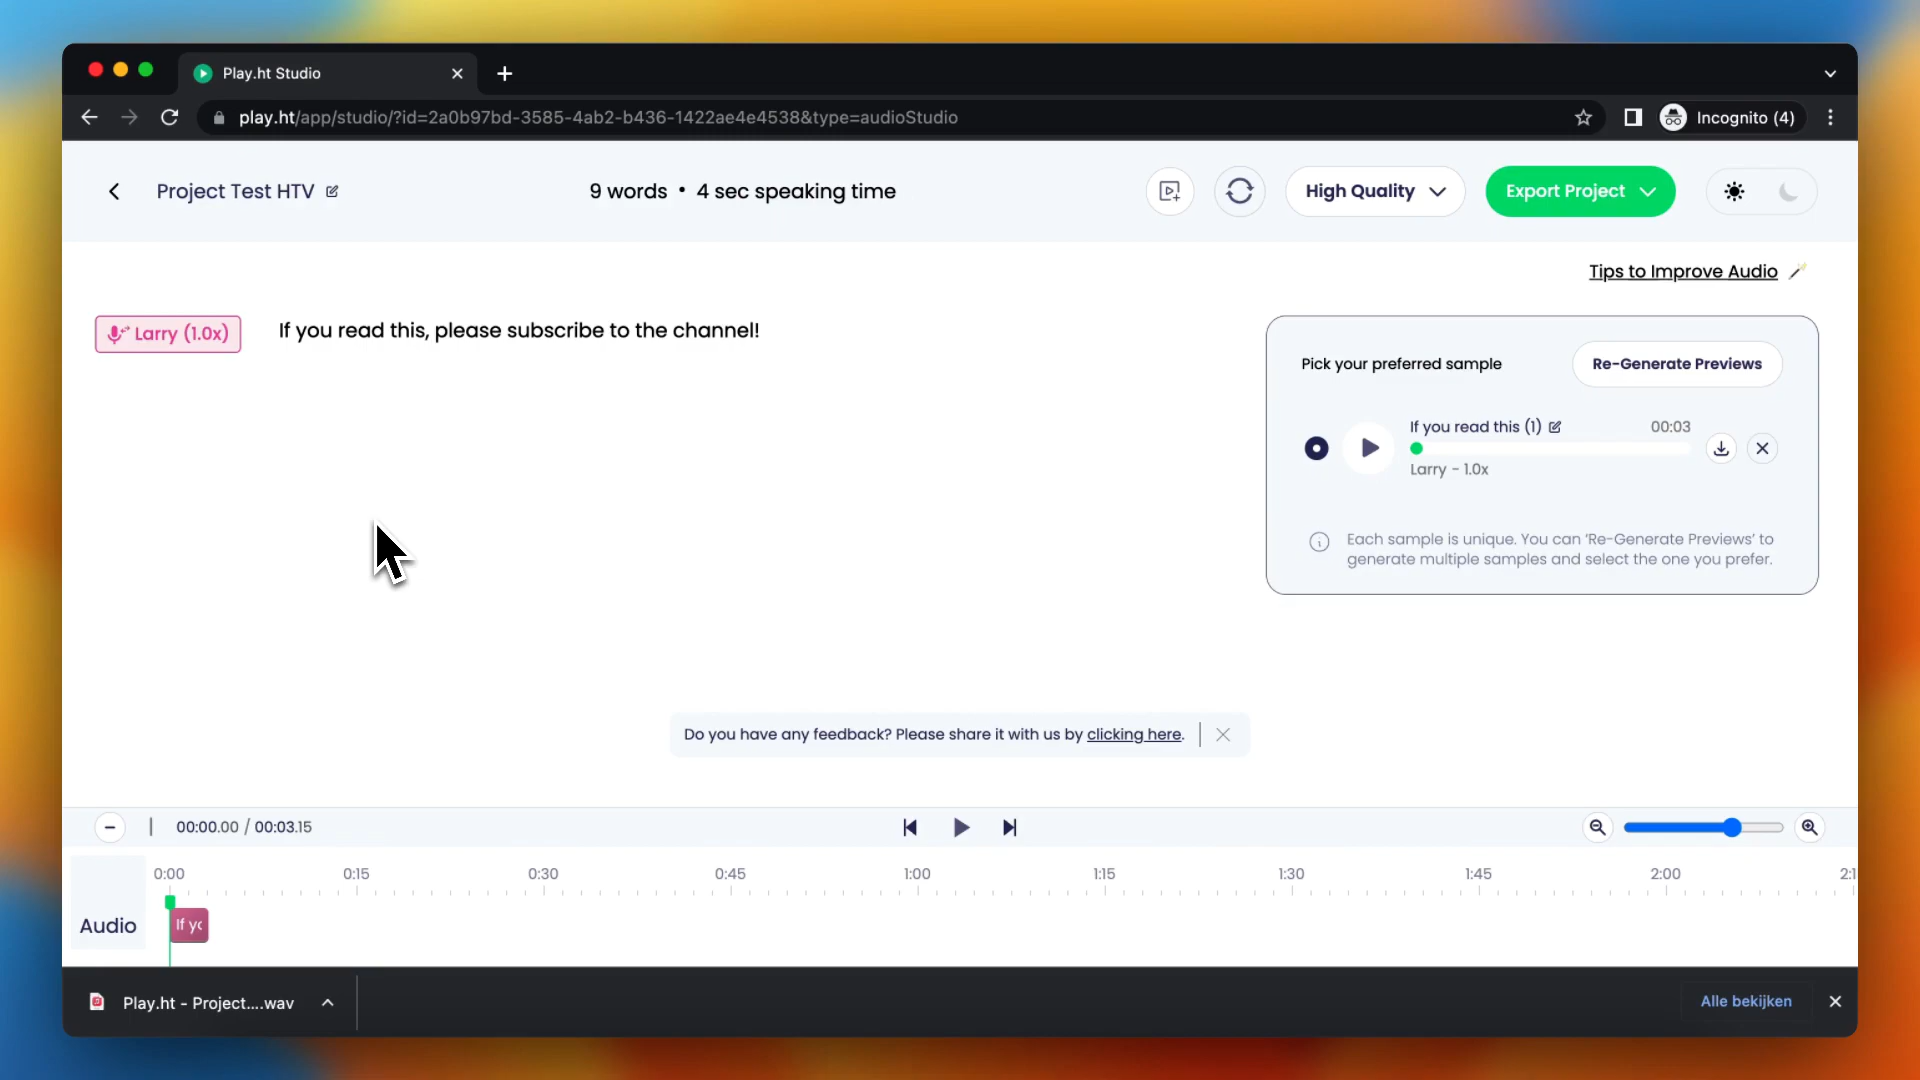 Play.ht Studio
play.ht/app/studio/?id=2a0b97bd-3585-4ab2-b436-1422ae4e4538&type=audioStudio
Incognito (4)
Project Test HTV
9 words • 4 sec speaking time
High Quality
Export Project
Tips to Improve Audio
Larry (1.0x)
If you read this, please subscribe to the channel!
Pick your preferred sample
Re-Generate Previews
If you read this (1)
00:03
Larry - 1.0x
Each sample is unique. You can ‘Re-Generate Previews’ to
generate multiple samples and select the one you prefer.
Do you have any feedback? Please share it with us by clicking here.
00:00.00 / 00:03.15
0:00 0:15 0:30 0:45 1:00 1:15 1:30 1:45 2:00 2:1
Audio
If yo
Play.ht - Project....wav
Alle bekijken